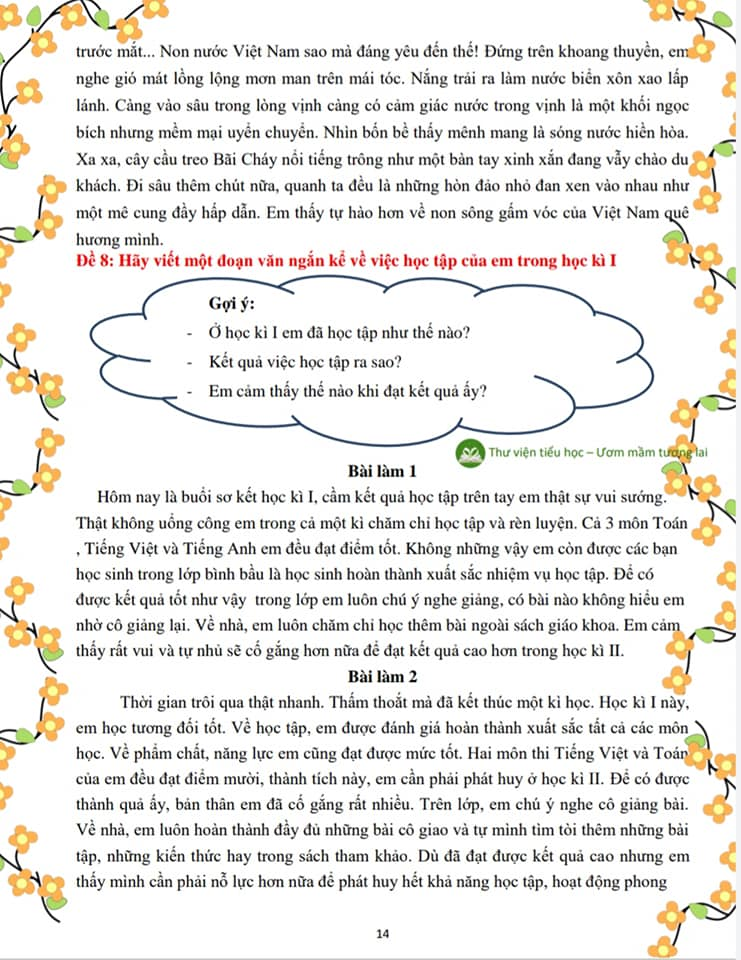 trước mắt... Non nước Việt Nam sao mà đáng yêu đến thế! Đứng trên khoang thuyền, em
nghe gió mát lồng lộng mơn man trên mái tóc. Nắng trải ra làm nước biển xôn xao lấp
lánh. Càng vào sâu trong lòng vịnh càng có cảm giác nước trong vịnh là một khối ngọc
bích nhưng mềm mại uyển chuyển. Nhìn bốn bề thấy mênh mang là sóng nước hiền hòa.
Xa xa, cây cầu treo Bãi Cháy nổi tiếng trông như một bàn tay xinh xắn đang vẫy chào du
khách. Đi sâu thêm chút nữa, quanh ta đều là những hòn đảo nhỏ đan xen vào nhau như
một mê cung đầy hấp dẫn. Em thấy tự hào hơn về non sông gấm vóc của Việt Nam quê
hương mình.
Đề 8: Hãy viết một đoạn văn ngắn kể về việc học tập của em trong học kì I
Gợi ý:
- Ở học kì I em đã học tập như thế nào?
- Kết quả việc học tập ra sao?
- Em cảm thấy thế nào khi đạt kết quả ấy?
Thư viện tiểu học – Ươm mầm tương lai
Bài làm 1
Hôm nay là buổi sơ kết học kì I, cầm kết quả học tập trên tay em thật sự vui sướng.
Thật không uổng công em trong cả một kì chăm chỉ học tập và rèn luyện. Cả 3 môn Toán
, Tiếng Việt và Tiếng Anh em đều đạt điểm tốt. Không những vậy em còn được các bạn
học sinh trong lớp bình bầu là học sinh hoàn thành xuất sắc nhiệm vụ học tập. Để có
được kết quả tốt như vậy  trong lớp em luôn chú ý nghe giảng, có bài nào không hiểu em
nhờ cô giảng lại. Về nhà, em luôn chăm chỉ học thêm bài ngoài sách giáo khoa. Em cảm
thấy rất vui và tự nhủ sẽ cố gắng hơn nữa để đạt kết quả cao hơn trong học kì II.
Bài làm 2
Thời gian trôi qua thật nhanh. Thấm thoắt mà đã kết thúc một kì học. Học kì I này,
em học tương đối tốt. Về học tập, em được đánh giá hoàn thành xuất sắc tất cả các môn
học. Về phẩm chất, năng lực em cũng đạt được mức tốt. Hai môn thi Tiếng Việt và Toán
của em đều đạt điểm mười, thành tích này, em cần phải phát huy ở học kì II. Để có được
thành quả ấy, bản thân em đã cố gắng rất nhiều. Trên lớp, em chú ý nghe cô giảng bài.
Về nhà, em luôn hoàn thành đầy đủ những bài cô giao và tự mình tìm tòi thêm những bài
tập, những kiến thức hay trong sách tham khảo. Dù đã đạt được kết quả cao nhưng em
thấy mình cần phải nỗ lực hơn nữa để phát huy hết khả năng học tập, hoạt động phong
14